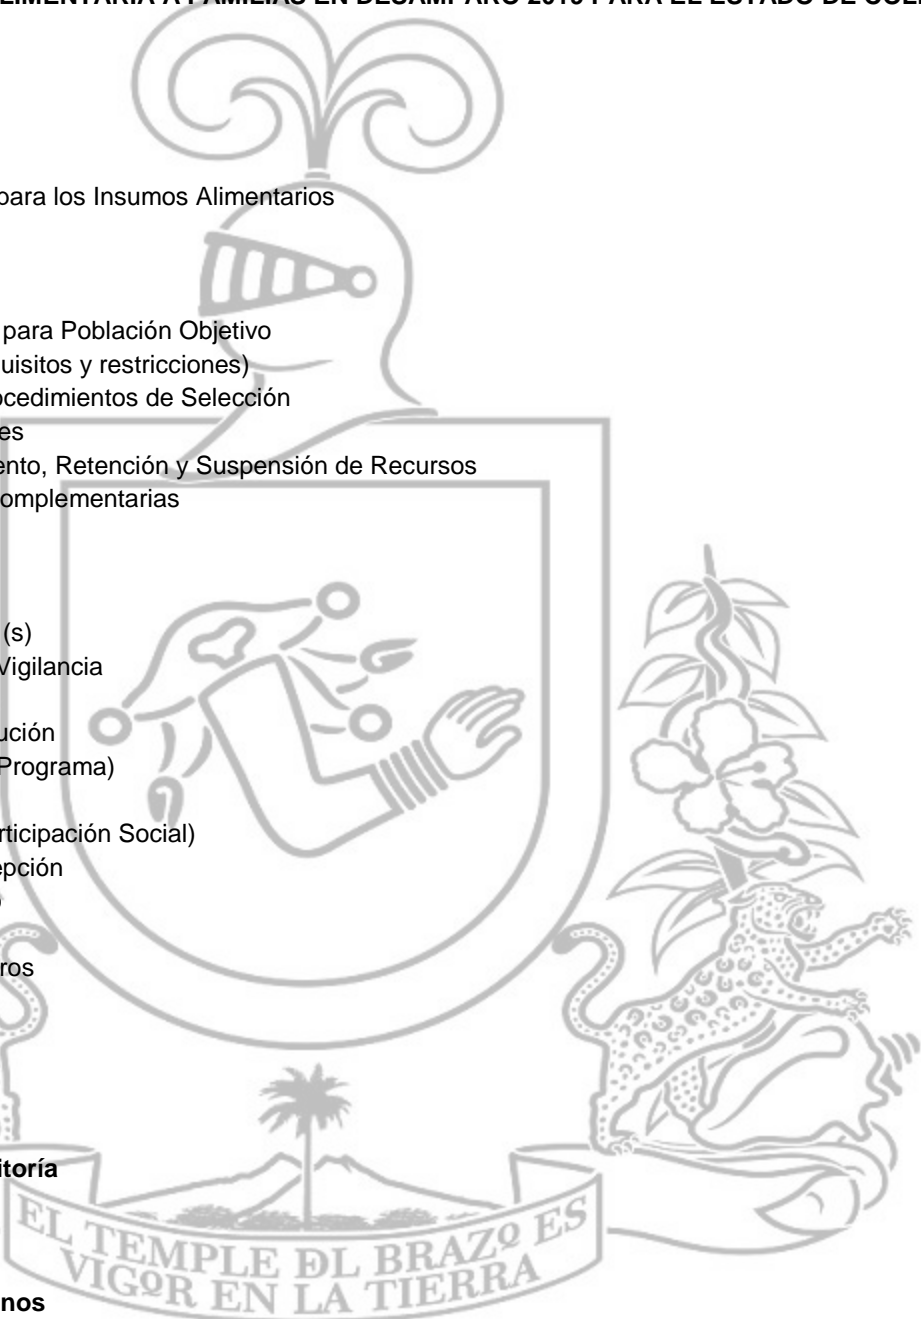 para los Insumos Alimentarios
para Población Objetivo
uisitos y restricciones)
ocedimientos de Selección
es
ento, Retención y Suspensión de Recursos
omplementarias
(s)
Vigilancia
ución
Programa)
rticipación Social)
epción
ros
itoría
EL TEMPLE DL BRAZO ES
VIGOR EN LA TIERRA
nos